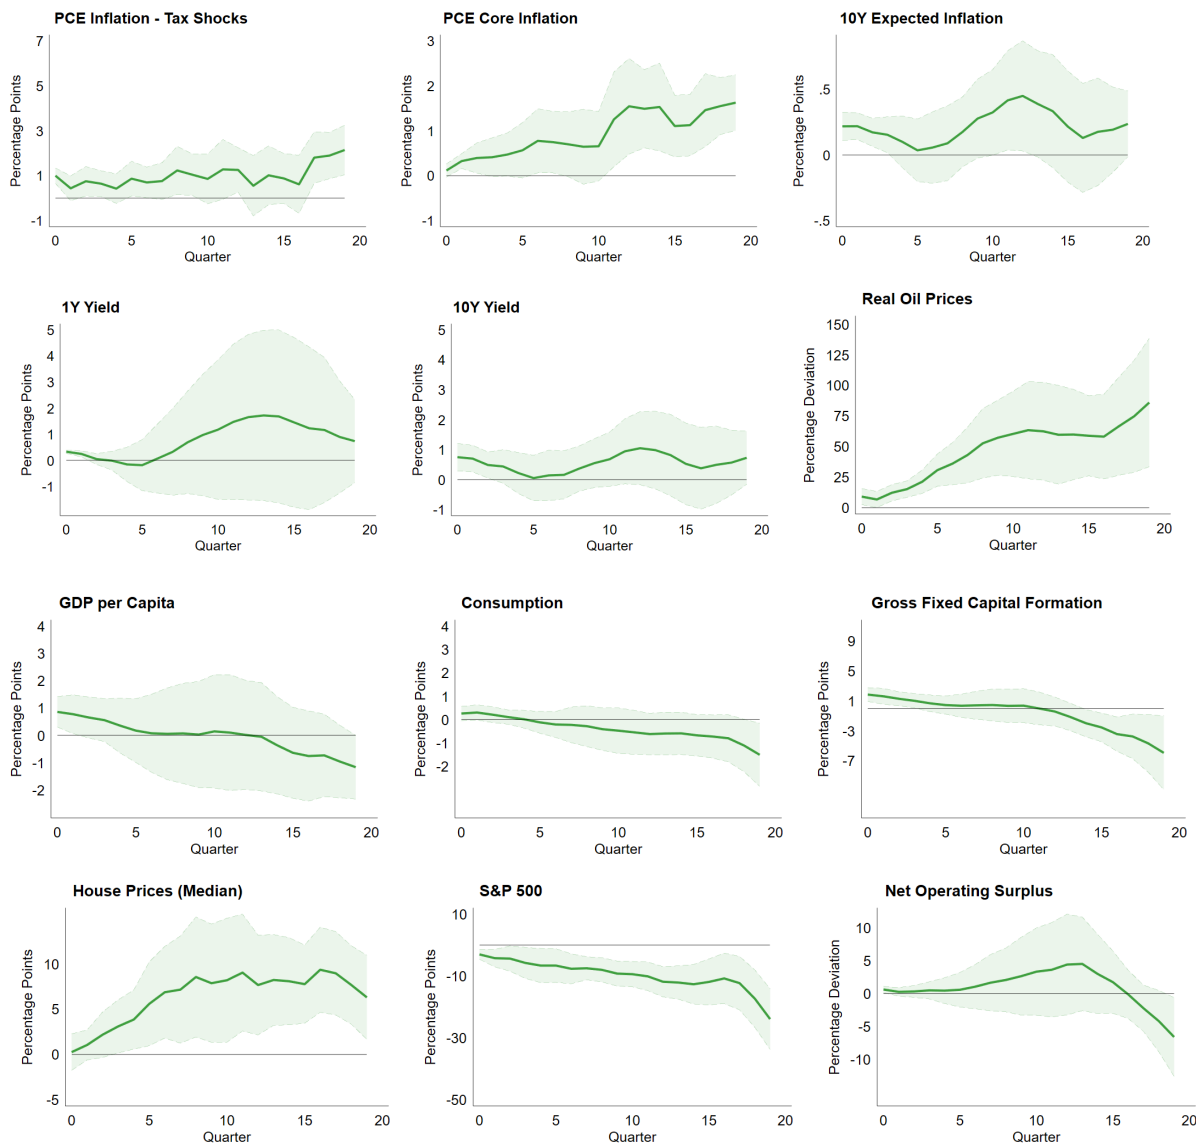 PCE Inflation - Tax Shocks
Percentage Points
7
5
3
1
-1
0 5 10 15 20
Quarter
PCE Core Inflation
Percentage Points
3
2
1
0
-1
0 5 10 15 20
Quarter
10Y Expected Inflation
Percentage Points
.5
0
-.5
0 5 10 15 20
Quarter
1Y Yield
Percentage Points
5
4
3
2
1
0
-1
0 5 10 15 20
Quarter
10Y Yield
Percentage Points
5
4
3
2
1
0
-1
0 5 10 15 20
Quarter
Real Oil Prices
Percentage Deviation
150
125
100
75
50
25
0
0 5 10 15 20
Quarter
GDP per Capita
Percentage Points
4
3
2
1
0
-1
-2
0 5 10 15 20
Quarter
Consumption
Percentage Points
4
3
2
1
0
-1
-2
0 5 10 15 20
Quarter
Gross Fixed Capital Formation
Percentage Points
9
5
1
-3
-7
0 5 10 15 20
Quarter
House Prices (Median)
Percentage Points
10
5
0
-5
0 5 10 15 20
Quarter
S&P 500
Percentage Points
10
-10
-30
-50
0 5 10 15 20
Quarter
Net Operating Surplus
Percentage Deviation
10
5
0
-5
-10
0 5 10 15 20
Quarter